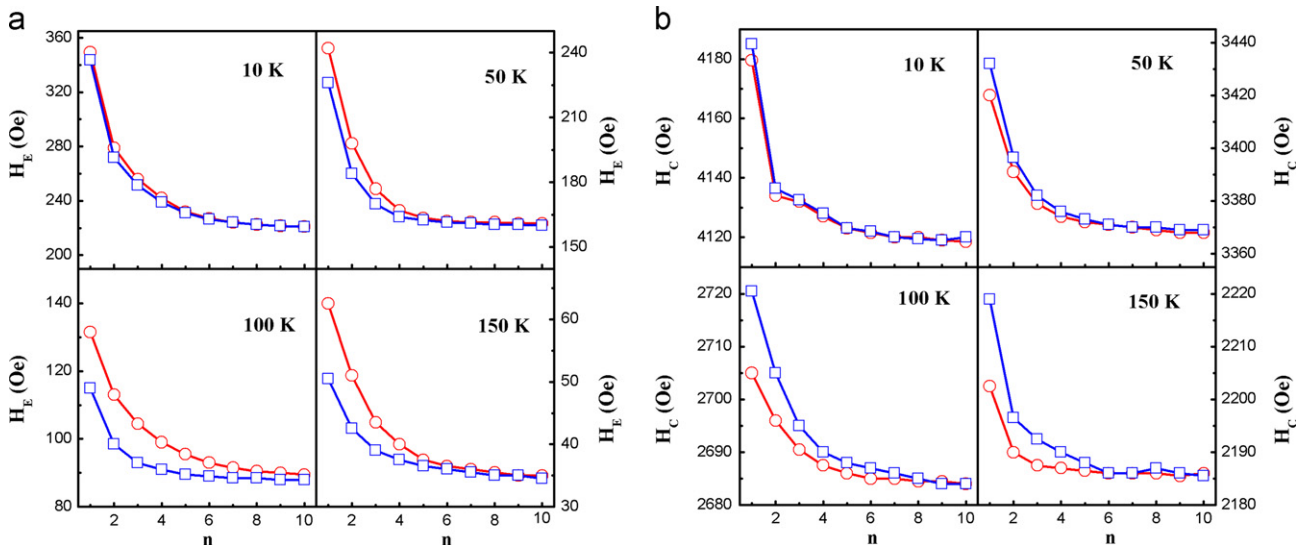 a
360
320
280
240
200
H_E (Oe)
10 K
50 K
240
210
180
150
H_E (Oe)
140
120
100
80
H_E (Oe)
100 K
150 K
60
50
40
30
H_E (Oe)
2 4 6 8 10
2 4 6 8 10
n
n
b
4180
4160
4140
4120
H_C (Oe)
10 K
50 K
3440
3420
3400
3380
3360
H_C (Oe)
2720
2710
2700
2690
2680
H_C (Oe)
100 K
150 K
2220
2210
2200
2190
2180
H_C (Oe)
2 4 6 8 10
2 4 6 8 10
n
n